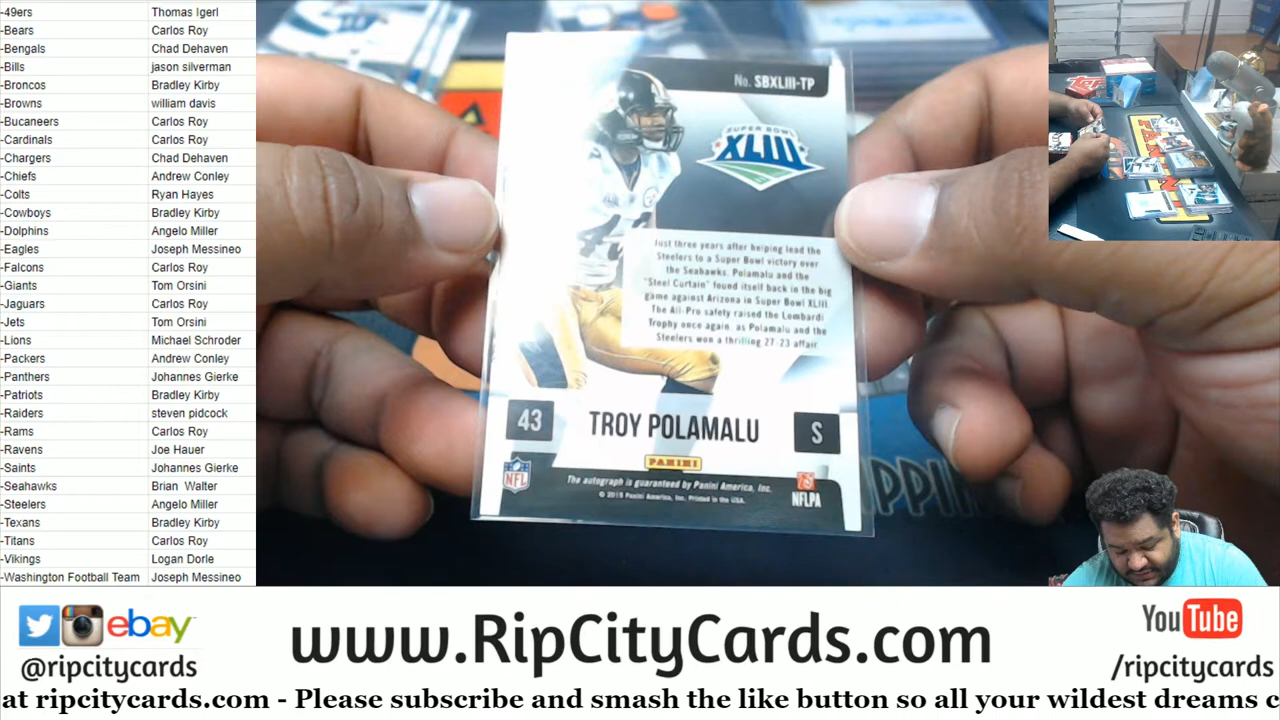 -49ers Thomas Igerl
-Bears Carlos Roy
-Bengals Chad Dehaven
-Bills jason silverman
-Broncos Bradley Kirby
-Browns william davis
-Bucaneers Carlos Roy
-Cardinals Carlos Roy
-Chargers Chad Dehaven
-Chiefs Andrew Conley
-Colts Ryan Hayes
-Cowboys Bradley Kirby
-Dolphins Angelo Miller
-Eagles Joseph Messineo
-Falcons Carlos Roy
-Giants Tom Orsini
-Jaguars Carlos Roy
-Jets Tom Orsini
-Lions Michael Schroder
-Packers Andrew Conley
-Panthers Johannes Gierke
-Patriots Bradley Kirby
-Raiders steven pidcock
-Rams Carlos Roy
-Ravens Joe Hauer
-Saints Johannes Gierke
-Seahawks Brian Walter
-Steelers Angelo Miller
-Texans Bradley Kirby
-Titans Carlos Roy
-Vikings Logan Dorle
-Washington Football Team Joseph Messineo
No. SBXLIII-TP
SUPER BOWL
XLIII
Just three years after helping lead the
Steelers to a Super Bowl victory over
the Seahawks, Polamalu and the
"Steel Curtain" found itself back in the big
game against Arizona in Super Bowl XLIII.
The All-Pro safety raised the Lombardi
Trophy once again, as Polamalu and the
Steelers won a thrilling 27-23 affair
43 TROY POLAMALU S
PANINI
NFL
The autograph is guaranteed by Panini America, Inc.
© 2015 Panini America, Inc. Printed in the USA.
NFLPA
ebay
@ripcitycards
www.RipCityCards.com
YouTube
/ripcitycards
at ripcitycards.com - Please subscribe and smash the like button so all your wildest dreams c